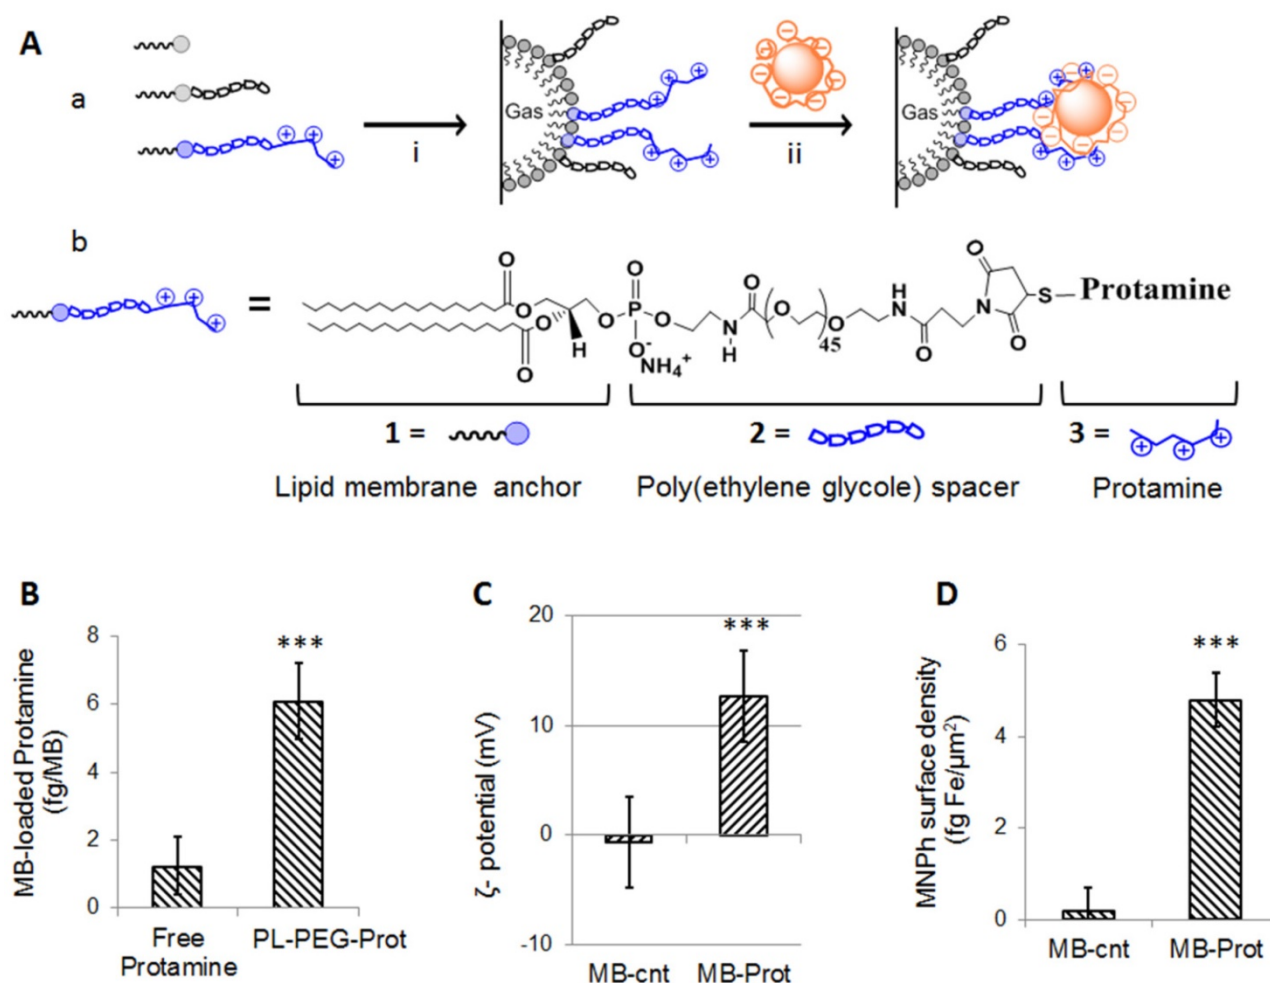 A
a
Gas
i
ii
Gas
b
=
O
O
O
O
O
H
O
P
O
O-
NH4+
O
N
H
O
O
45
O
H
N
O
O
N
O
S
Protamine
1 =
2 =
3 =
Lipid membrane anchor
Poly(ethylene glycole) spacer
Protamine
B
MB-loaded Protamine
(fg/MB)
8
6
4
2
0
***
Free
Protamine
PL-PEG-Prot
C
ζ- potential (mV)
20
10
0
-10
***
MB-cnt
MB-Prot
D
MNPh surface density
(fg Fe/µm²)
6
4
2
0
***
MB-cnt
MB-Prot